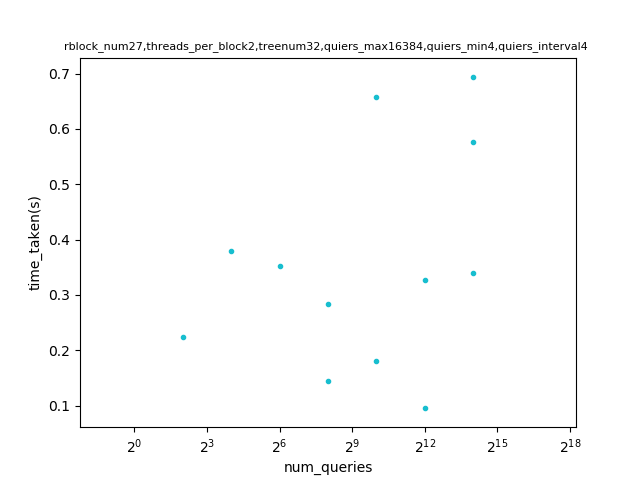 rblock_num27,threads_per_block2,treenum32,quiers_max16384,quiers_min4,quiers_interval4
time_taken(s)
0.7
0.6
0.5
0.4
0.3
0.2
0.1
2^0 2^3 2^6 2^9 2^12 2^15 2^18
num_queries